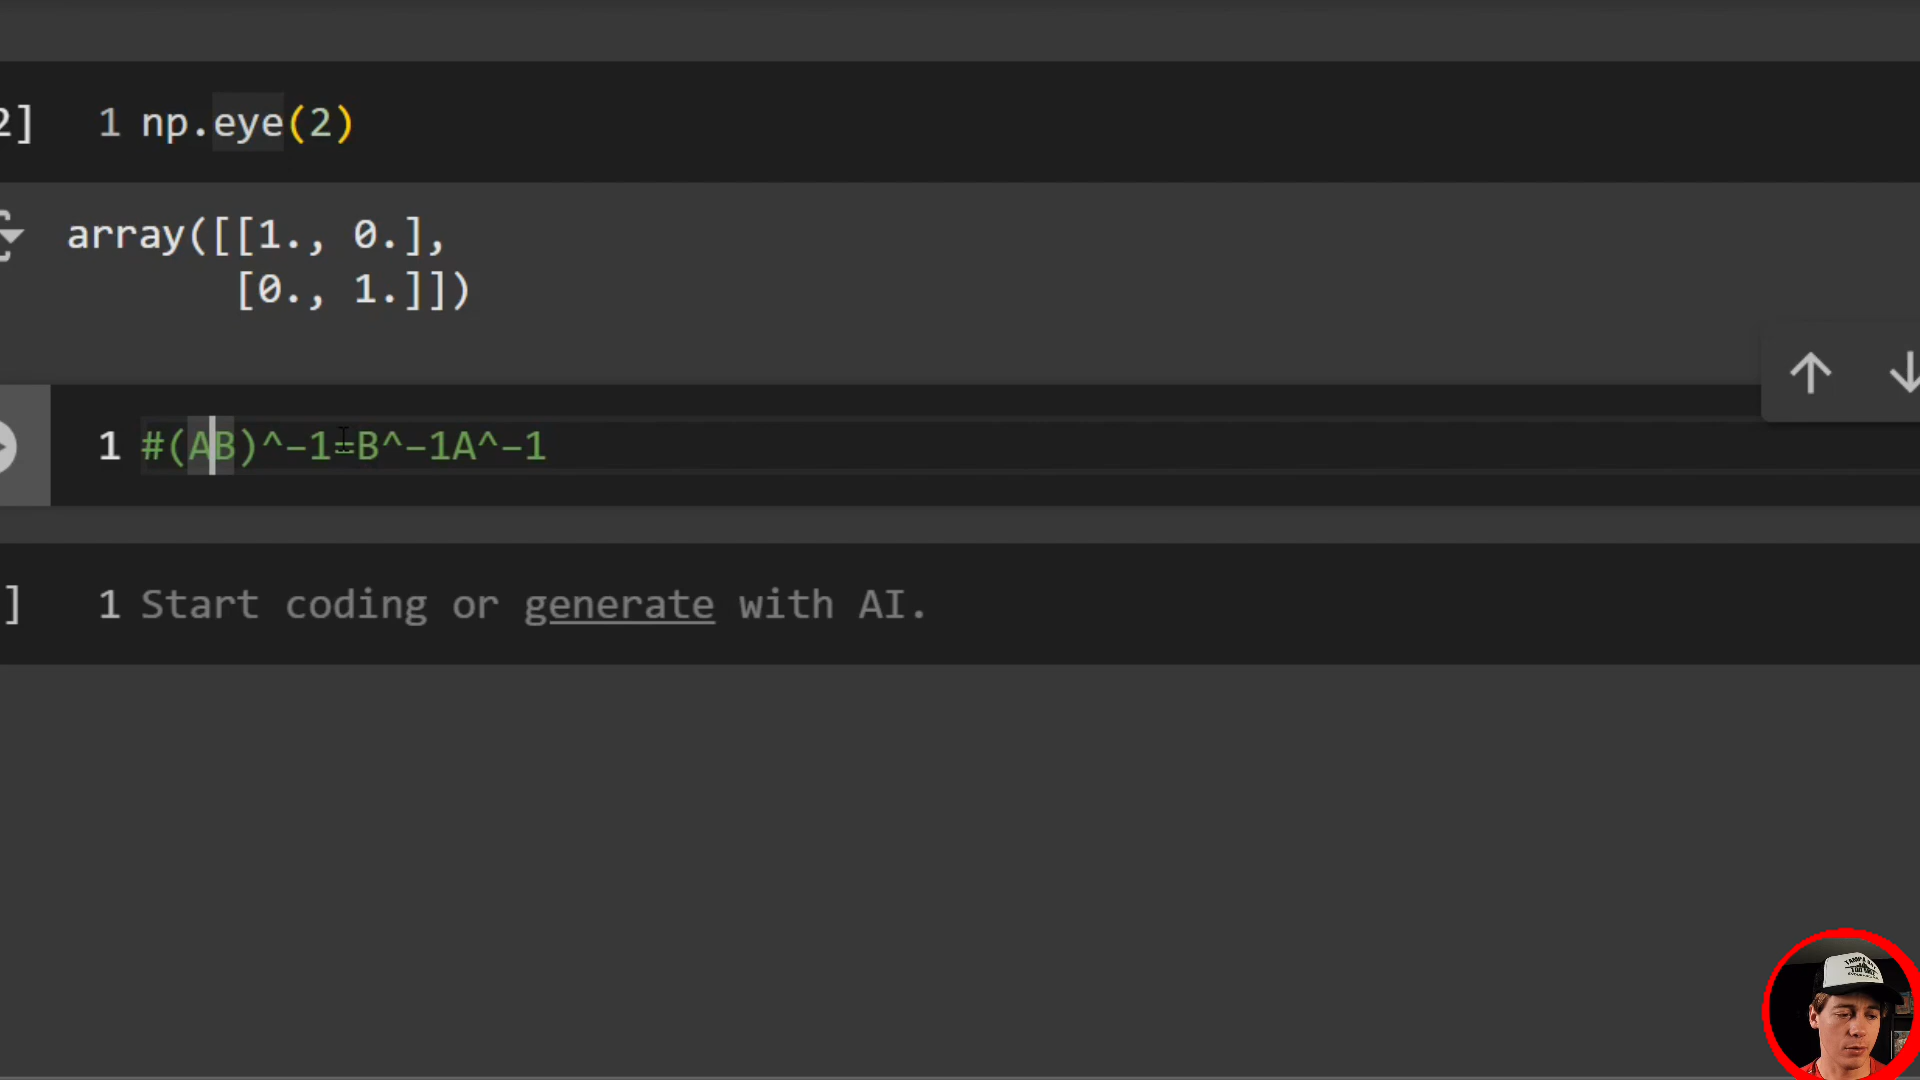 2] 1 np.eye(2)
array([[1., 0.],
[0., 1.]])
1 #(AB)^-1=B^-1A^-1
] 1 Start coding or generate with AI.